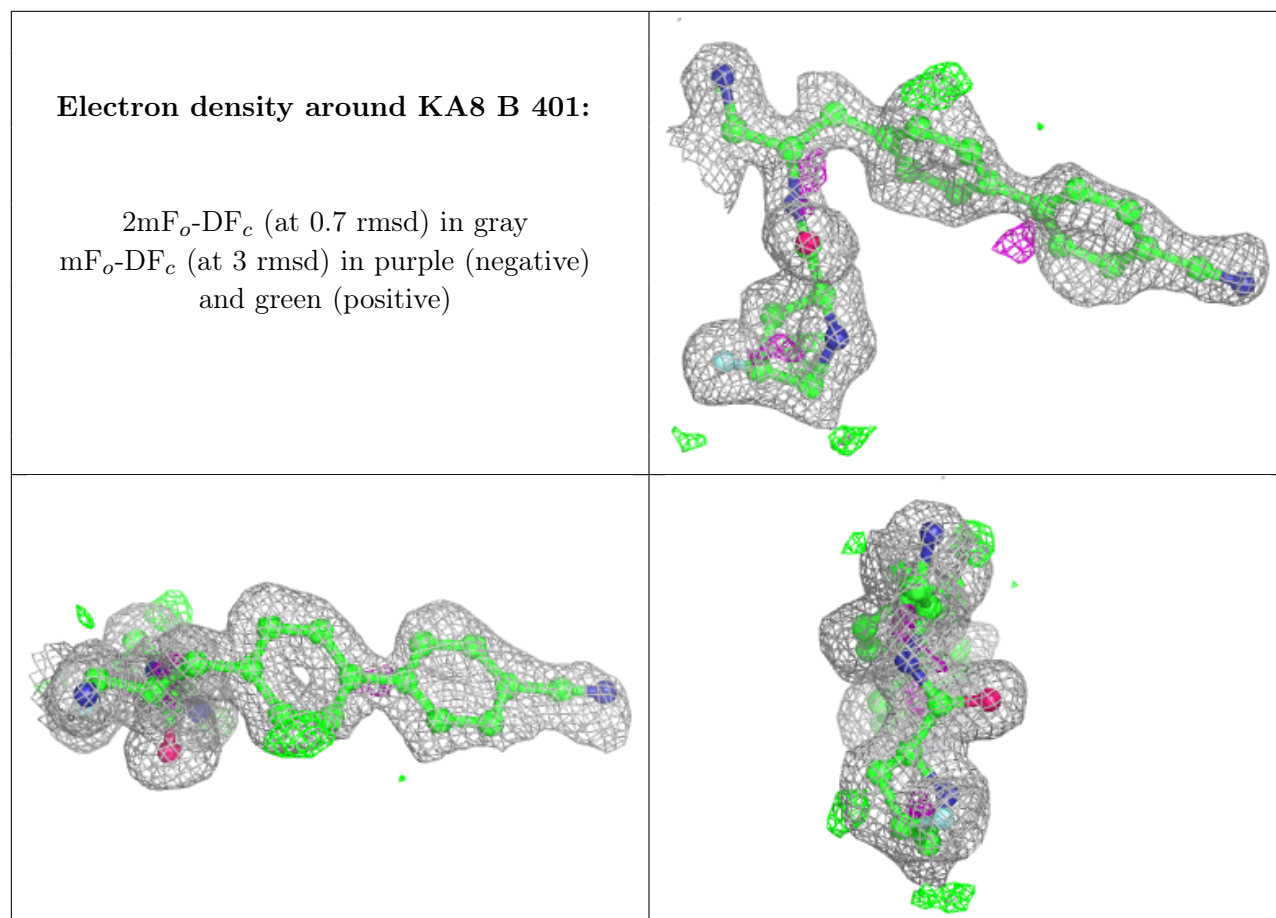 Electron density around KA8 B 401:
2mFo-DFc (at 0.7 rmsd) in gray
mFo-DFc (at 3 rmsd) in purple (negative)
and green (positive)